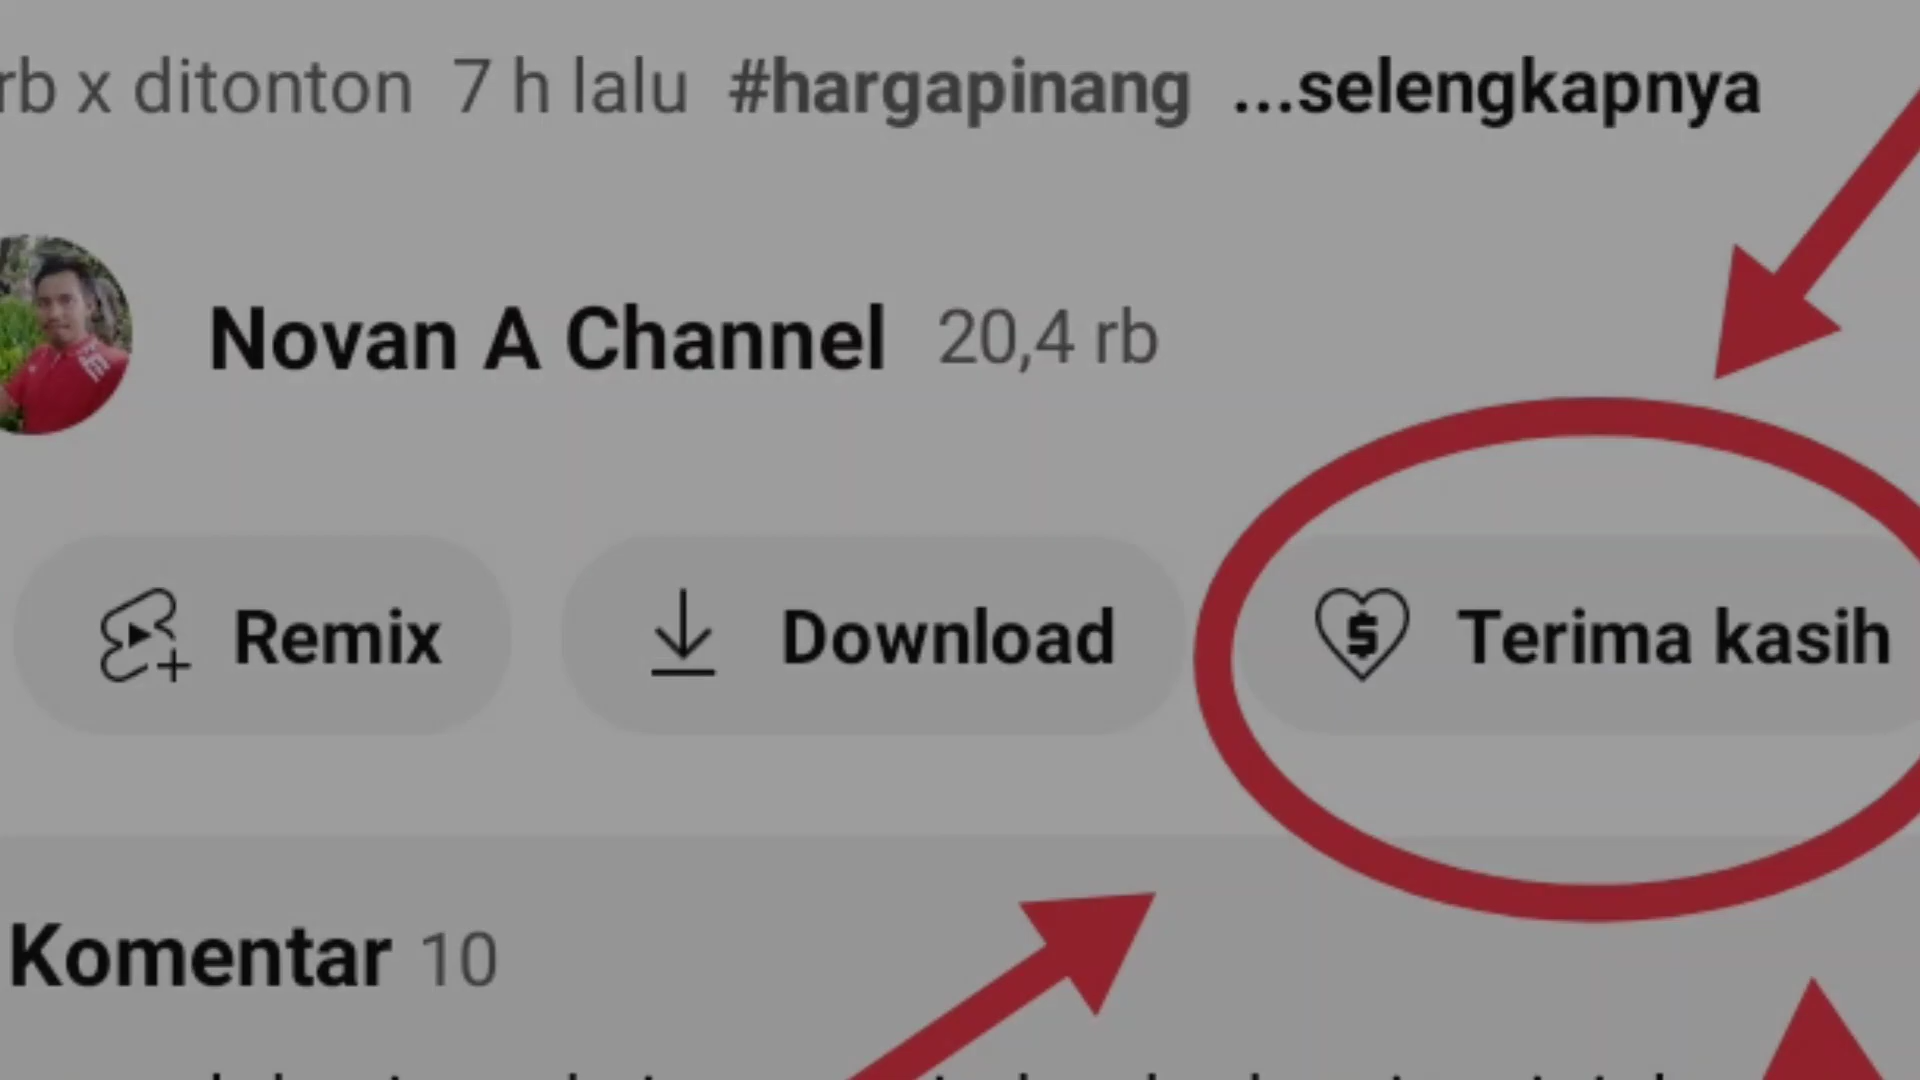 rb x ditonton 7 h lalu #hargapinang ...selengkapnya
Novan A Channel 20,4 rb
Remix Download Terima kasih
Komentar 10